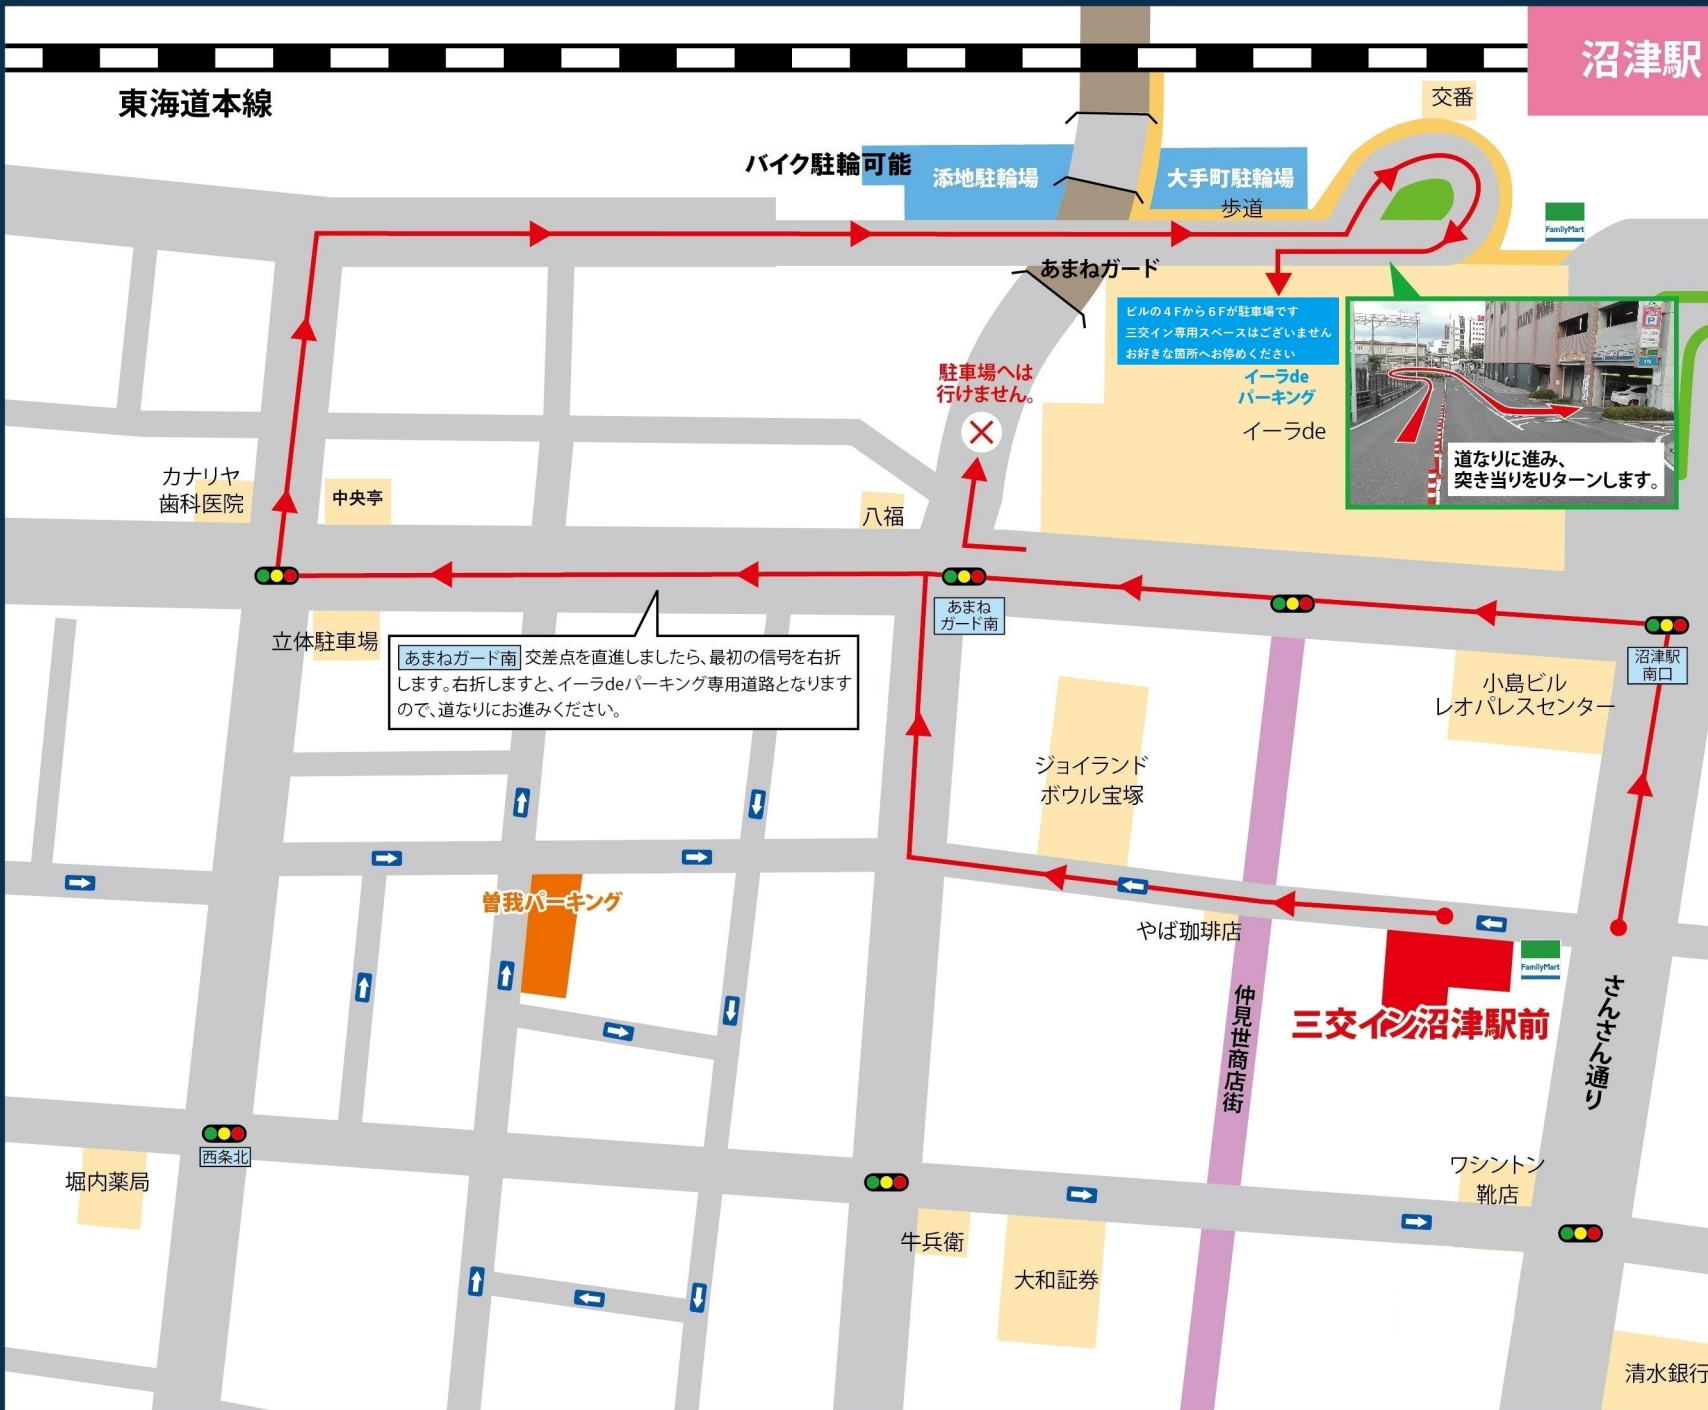 沼津駅
東海道本線
交番
バイク駐輪可能
添地駐輪場
大手町駐輪場
歩道
FamilyMart
あまねガード
ビルの4Fから6Fが駐車場です
三交イン専用スペースはございません
お好きな箇所へお停めください
イーラde
パーキング
イーラde
駐車場へは
行けません。
道なりに進み、
突き当りをUターンします。
カナリヤ
歯科医院
中央亭
八福
あまね
ガード南
沼津駅
南口
立体駐車場
あまねガード南 交差点を直進しましたら、最初の信号を右折
します。右折しますと、イーラdeパーキング専用道路となります
ので、道なりにお進みください。
小島ビル
レオパレスセンター
ジョイランド
ボウル宝塚
曽我パーキング
やば珈琲店
FamilyMart
三交イン沼津駅前
仲見世商店街
さんさん通り
西条北
堀内薬局
ワシントン
靴店
牛兵衛
大和証券
清水銀行